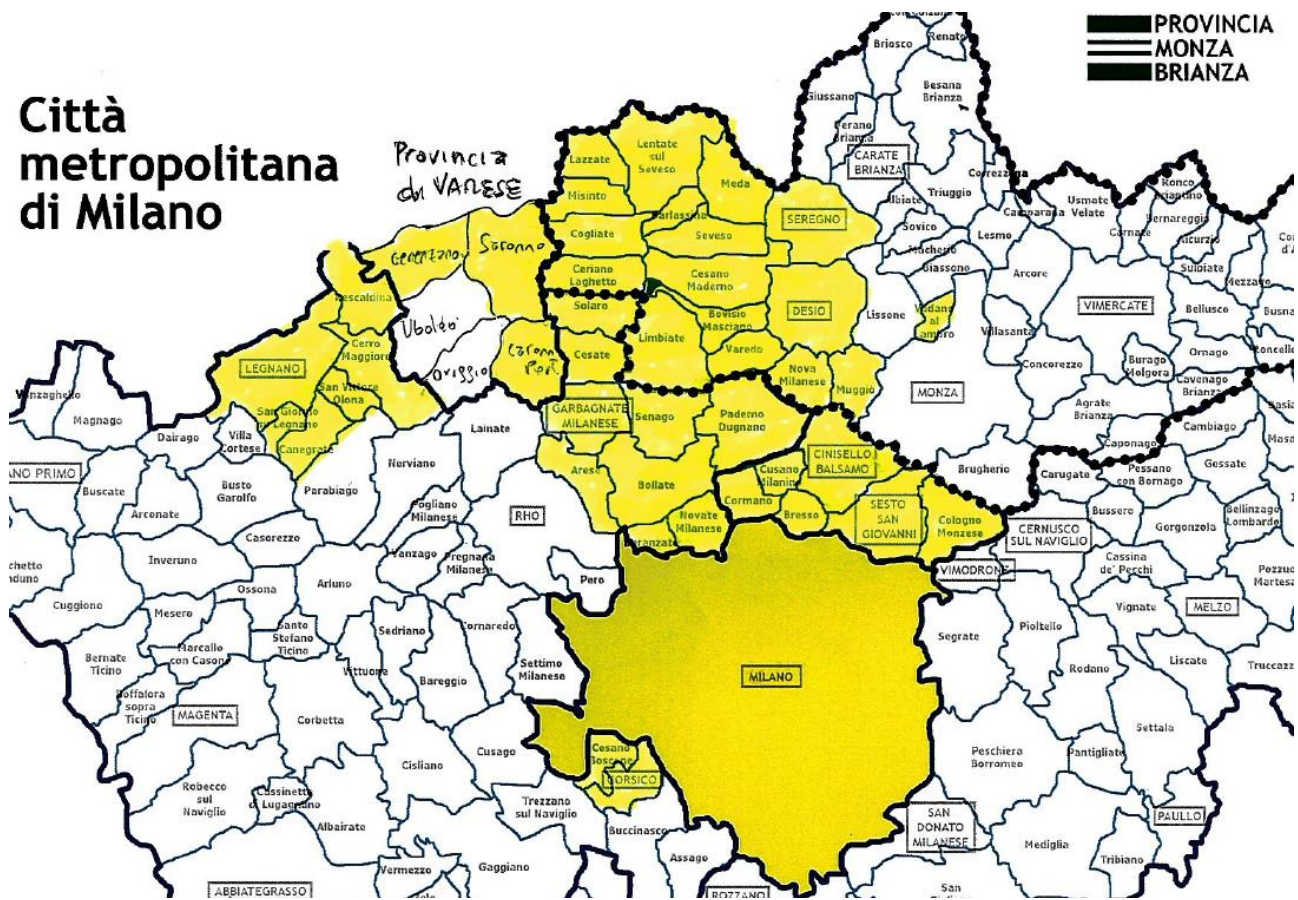 PROVINCIA
MONZA
BRIANZA
Città
metropolitana
di Milano
Provincia
di VARESE
Briosco
Renate
Giussano
Besana
Brianza
Verano
Brianza
CARATE
BRIANZA
Correzzana
Triuggio
Albiate
Sovico
Macherio
Biassono
Lesmo
Camparada
Usmate
Velate
Carnate
Ronco
Briantino
Bernareggio
Aicurzio
Sulbiate
Mezzago
Bellusco
Busnago
Arcore
VIMERCATE
Ornago
Roncello
Burago
Molgora
Cavenago
Brianza
Lazzate
Lentate
sul
Seveso
Misinto
Meda
Barlassina
Cogliate
Seveso
SEREGNO
Ceriano
Laghetto
Cesano
Maderno
Solaro
Bovisio
Masciago
DESIO
Lissone
Vedano
al
Lambro
Villasanta
Concorezzo
Limbiate
Varedo
Cesate
Nova
Milanese
Muggiò
MONZA
Agrate
Brianza
Caponago
Cambiago
Gerenzano
Saronno
Uboldo
Origgio
Caronno
Pert.
Rescaldina
Cerro
Maggiore
LEGNANO
San Vittore
Olona
San Giorgio
su Legnano
Canegrate
Vanzaghello
Magnago
Dairago
Villa
Cortese
GARBAGNATE
MILANESE
Senago
Paderno
Dugnano
Lainate
Nerviano
Arese
Bollate
CINISELLO
BALSAMO
Cusano
Milanino
Cormano
Bresso
SESTO
SAN
GIOVANNI
Cologno
Monzese
Brugherio
Carugate
Pessano
con Bornago
Gessate
Bussero
Bellinzago
Lombardo
Gorgonzola
CERNUSCO
SUL NAVIGLIO
Novate
Milanese
Baranzate
Buscate
Busto
Garolfo
Parabiago
Arconate
Pogliano
Milanese
RHO
Casorezzo
Vanzago
Pregnana
Milanese
Inveruno
Arluno
Pero
Cassina
de' Pecchi
VIMODRONE
Ossona
Cuggiono
Mesero
Santo
Stefano
Ticino
Sedriano
Cornaredo
Marcallo
con Casone
Bernate
Ticino
Vittuone
Bareggio
Settimo
Milanese
Segrate
Pioltello
Vignate
MELZO
Rodano
Liscate
MILANO
Boffalora
sopra
Ticino
MAGENTA
Corbetta
Cusago
Settala
Cisliano
Cesano
Boscone
CORSICO
Peschiera
Borromeo
Pantigliate
Robecco
sul
Naviglio
Cassinetta
di Lugagnano
Albairate
Trezzano
sul Naviglio
Buccinasco
SAN
DONATO
MILANESE
PAULLO
Mediglia
Tribiano
Assago
Gaggiano
Vermezzo
ABBIATEGRASSO
ROZZANO
San